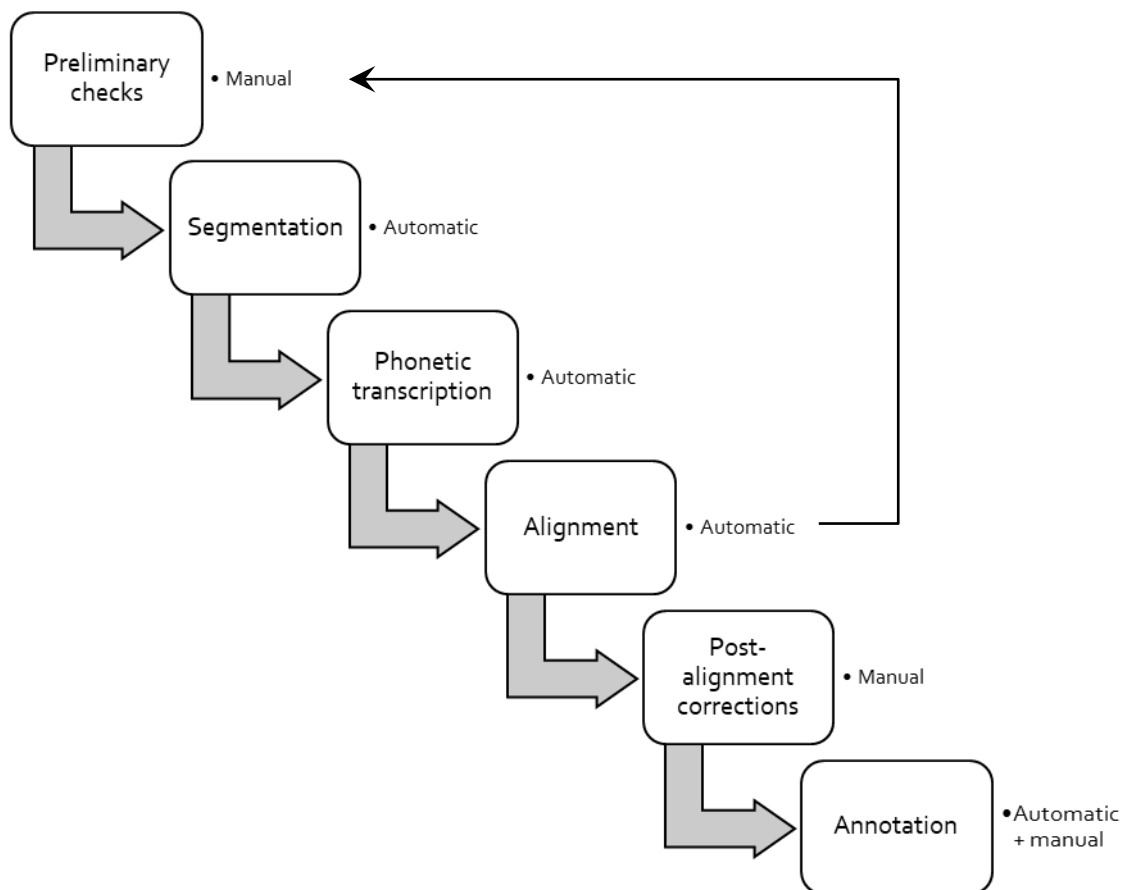 Preliminary
checks
• Manual
Segmentation
• Automatic
Phonetic
transcription
• Automatic
Alignment
• Automatic
Post-
alignment
corrections
• Manual
Annotation
•Automatic
+ manual